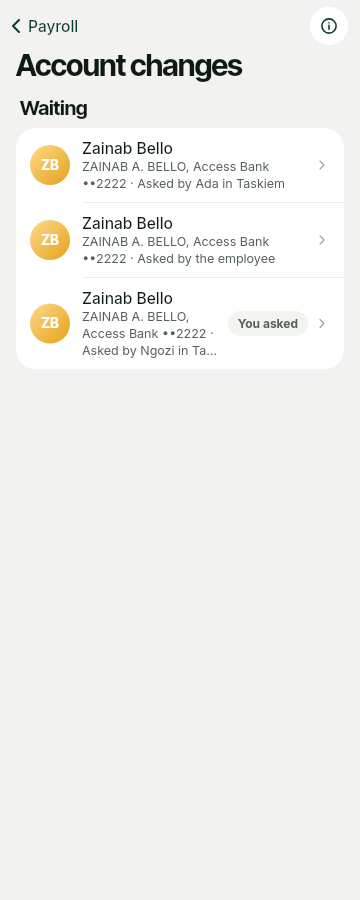 Payroll
Account changes
Waiting
ZB
Zainab Bello
ZAINAB A. BELLO, Access Bank
••2222 · Asked by Ada in Taskiem
ZB
Zainab Bello
ZAINAB A. BELLO, Access Bank
••2222 · Asked by the employee
ZB
Zainab Bello
ZAINAB A. BELLO,
Access Bank ••2222 ·
Asked by Ngozi in Ta...
You asked